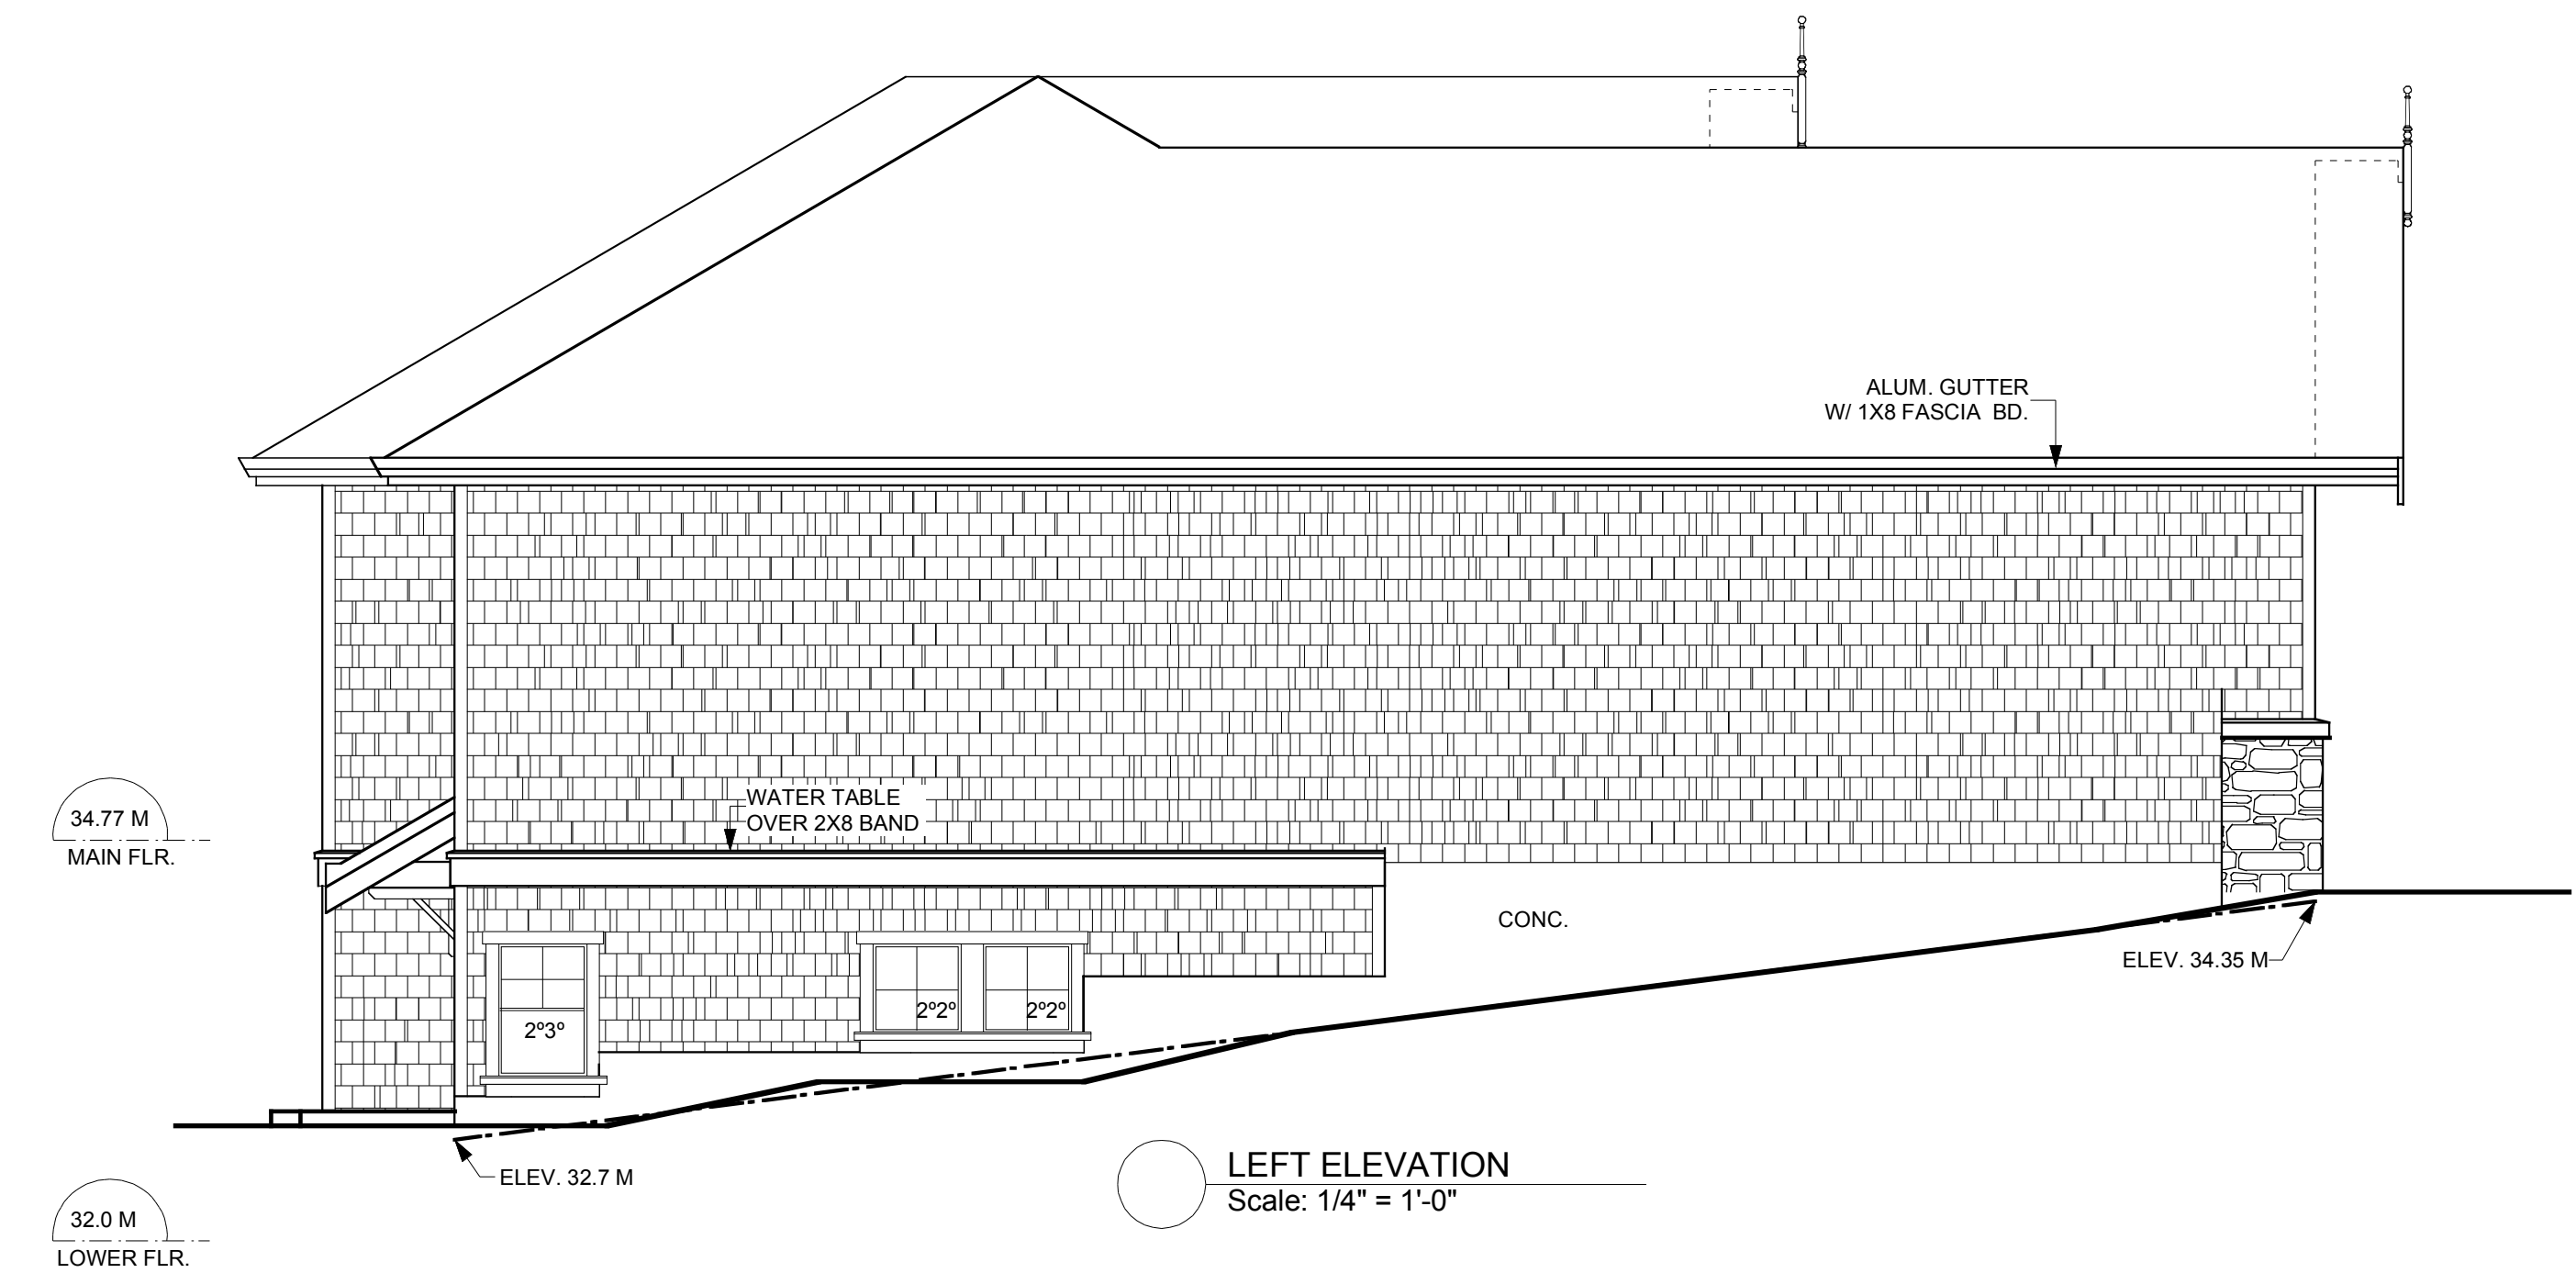 ALUM. GUTTER
W/ 1X8 FASCIA BD.
WATER TABLE
OVER 2X8 BAND
34.77 M
MAIN FLR.
CONC.
ELEV. 34.35 M
2º3º
2º2º
2º2º
ELEV. 32.7 M
LEFT ELEVATION
Scale: 1/4" = 1'-0"
32.0 M
LOWER FLR.